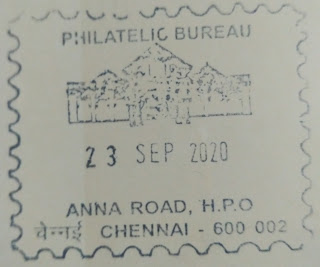 PHILATELIC BUREAU
23 SEP 2020
ANNA ROAD, H.P.O
चेन्नई CHENNAI - 600 002